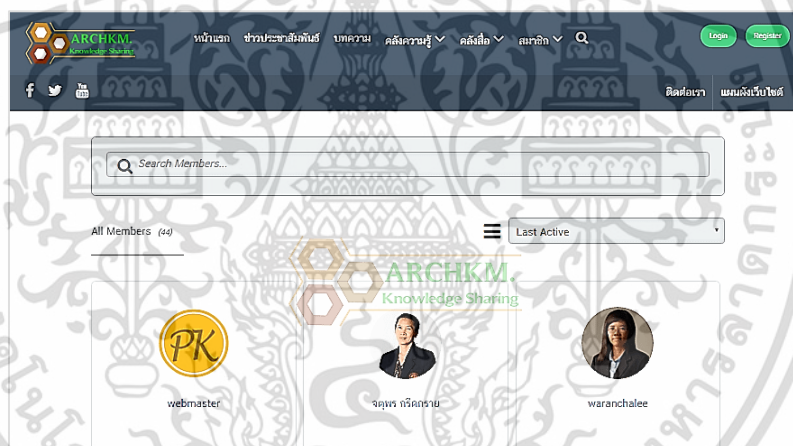 ARCHKM.
Knowledge Sharing
หน้าแรก ข่าวประชาสัมพันธ์ บทความ คลังความรู้ คลังสื่อ สมาชิก
Login Register
You
Tube
ติดต่อเรา แผนผังเว็บไซต์
Search Members...
All Members (44)
Last Active
ARCHKM.
Knowledge Sharing
PK
webmaster
จตุพร กรีดกราย
waranchalee